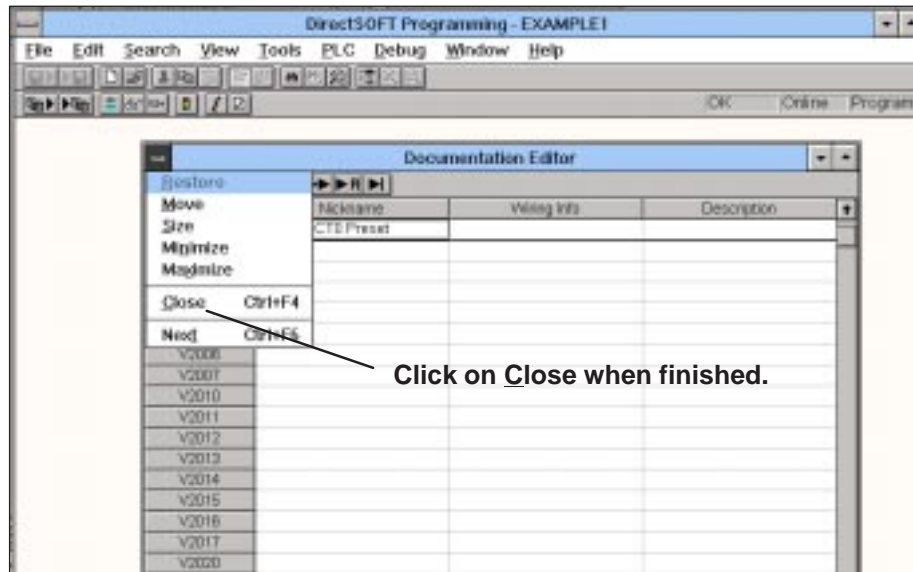 DirectSOFT Programming - EXAMPLE1
File Edit Search View Tools PLC Debug Window Help
OK Online Program
Documentation Editor
Restore
Move
Size
Minimize
Maximize
Close Ctrl+F4
Next Ctrl+F6
Nickname Wiring Info Description
CT0 Preset
Click on Close when finished.
V2006
V2007
V2010
V2011
V2012
V2013
V2014
V2015
V2016
V2017
V2020